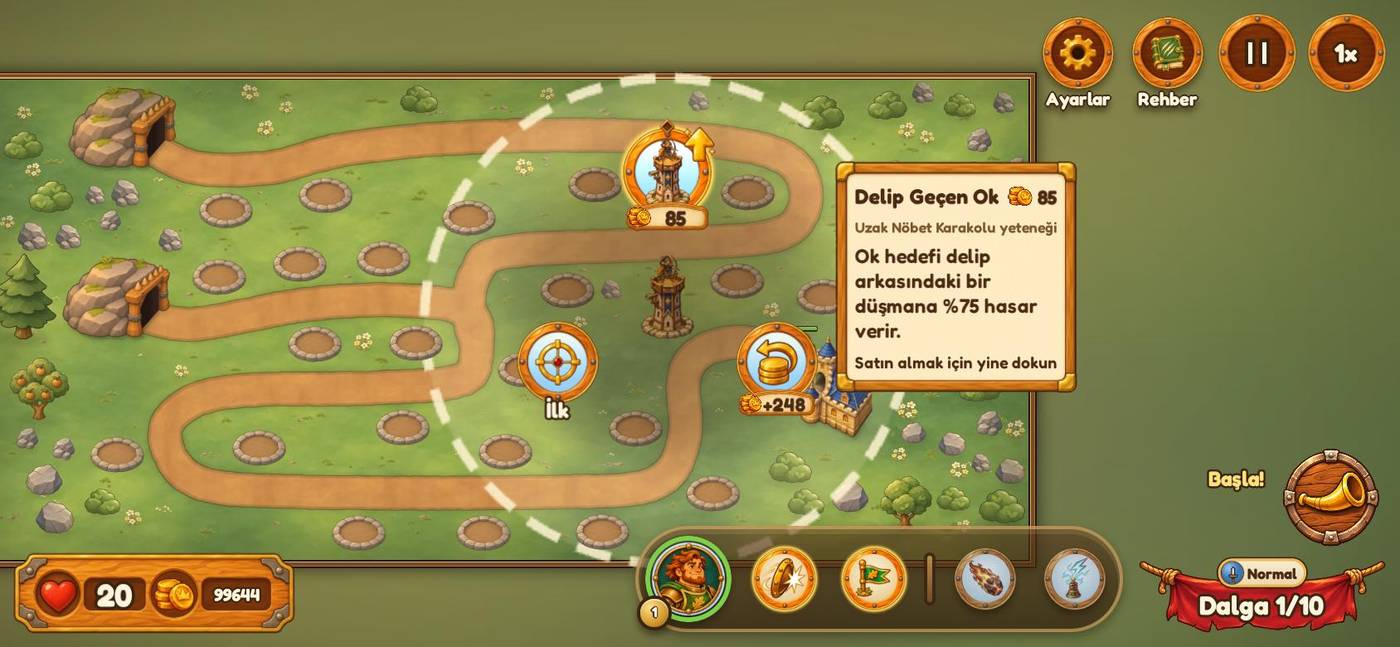 Ayarlar
Rehber
1x
85
Delip Geçen Ok 85
Uzak Nöbet Karakolu yeteneği
Ok hedefi delip
arkasındaki bir
düşmana %75 hasar
verir.
Satın almak için yine dokun
İlk
+248
Başla!
20
99644
1
Normal
Dalga 1/10